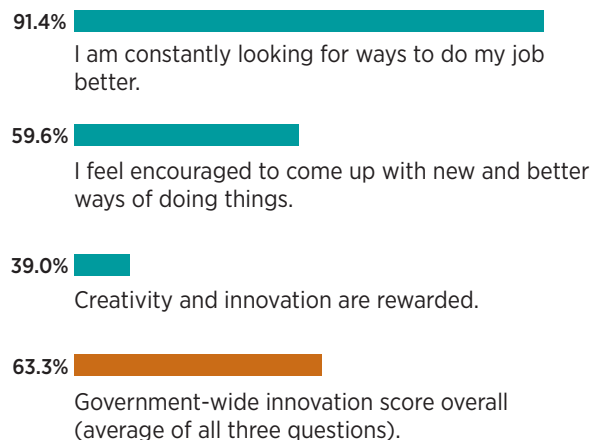 91.4%
I am constantly looking for ways to do my job
better.
59.6%
I feel encouraged to come up with new and better
ways of doing things.
39.0%
Creativity and innovation are rewarded.
63.3%
Government-wide innovation score overall
(average of all three questions).